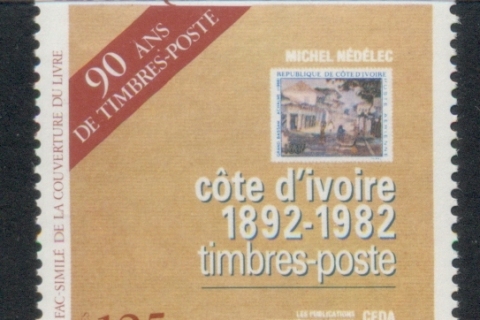 90 ANS
DE TIMBRES-POSTE
FAC-SIMILÉ DE LA COUVERTURE DU LIVRE
MICHEL NÉDÉLEC
REPUBLIQUE DE CÔTE D'IVOIRE
côte d'ivoire
1892-1982
timbres-poste
LES PUBLICATIONS CEDA